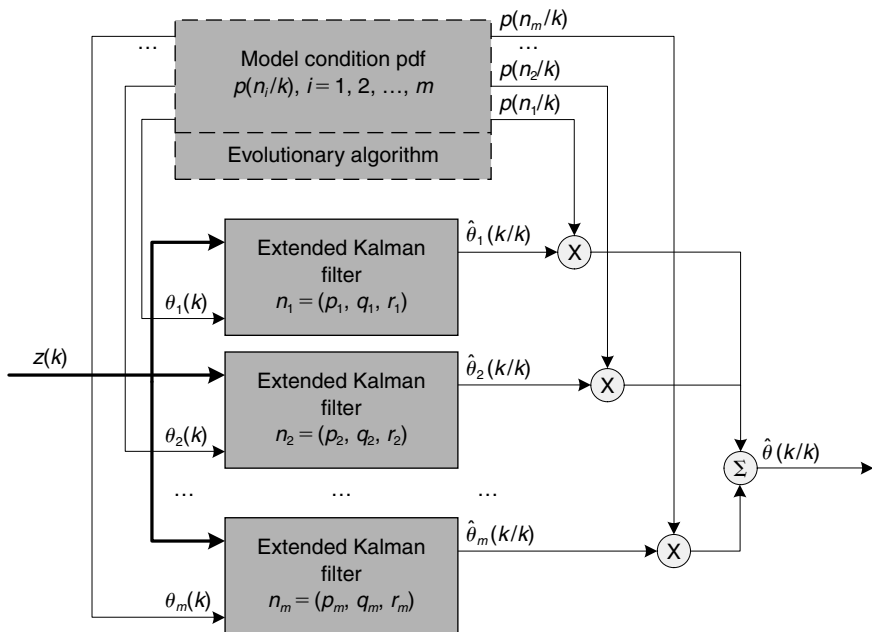 p(n_m/k)
...
...
Model condition pdf
p(n_i/k), i = 1, 2, ..., m
p(n_2/k)
p(n_1/k)
Evolutionary algorithm
Extended Kalman
filter
n_1 = (p_1, q_1, r_1)
θ̂_1(k/k)
X
θ_1(k)
z(k)
Extended Kalman
filter
n_2 = (p_2, q_2, r_2)
θ̂_2(k/k)
X
θ_2(k)
Σ
θ̂(k/k)
...
...
...
Extended Kalman
filter
n_m = (p_m, q_m, r_m)
θ̂_m(k/k)
X
θ_m(k)